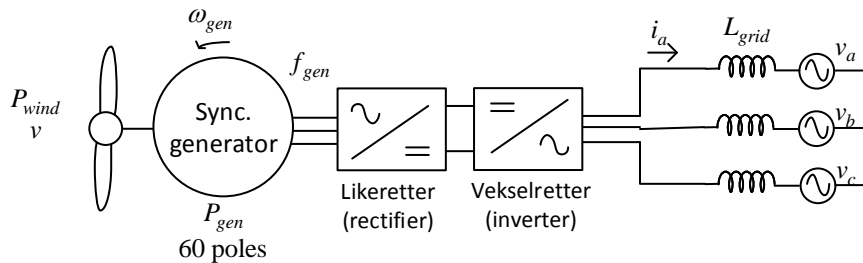 ω_gen
f_gen
i_a
L_grid
v_a
v_b
v_c
P_wind
v
Sync.
generator
P_gen
60 poles
Likeretter
(rectifier)
Vekselretter
(inverter)